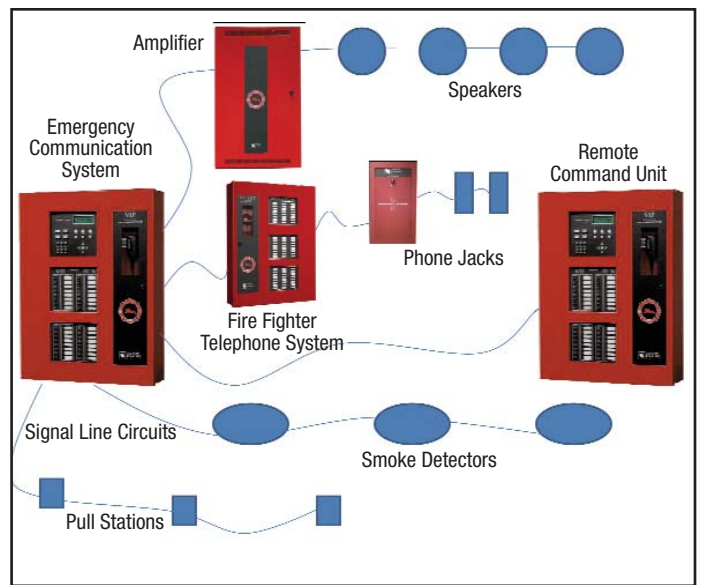 Amplifier
Speakers
Emergency
Communication
System
Remote
Command Unit
Phone Jacks
Fire Fighter
Telephone System
Signal Line Circuits
Smoke Detectors
Pull Stations